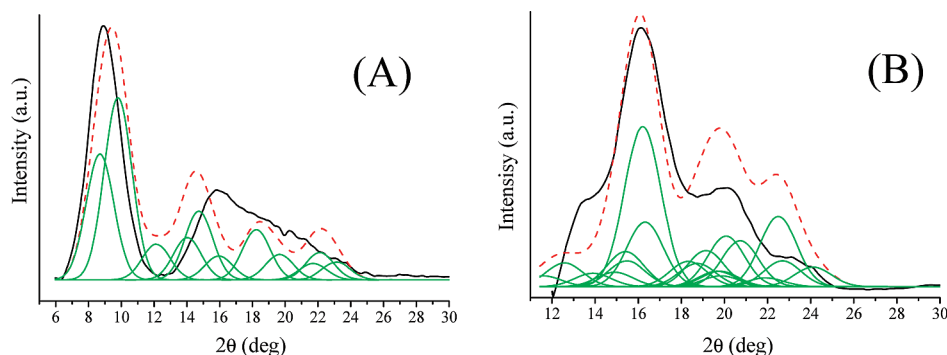 (A)
Intensity (a.u.)
6 8 10 12 14 16 18 20 22 24 26 28 30
2θ (deg)
(B)
Intensisy (a.u.)
12 14 16 18 20 22 24 26 28 30
2θ (deg)